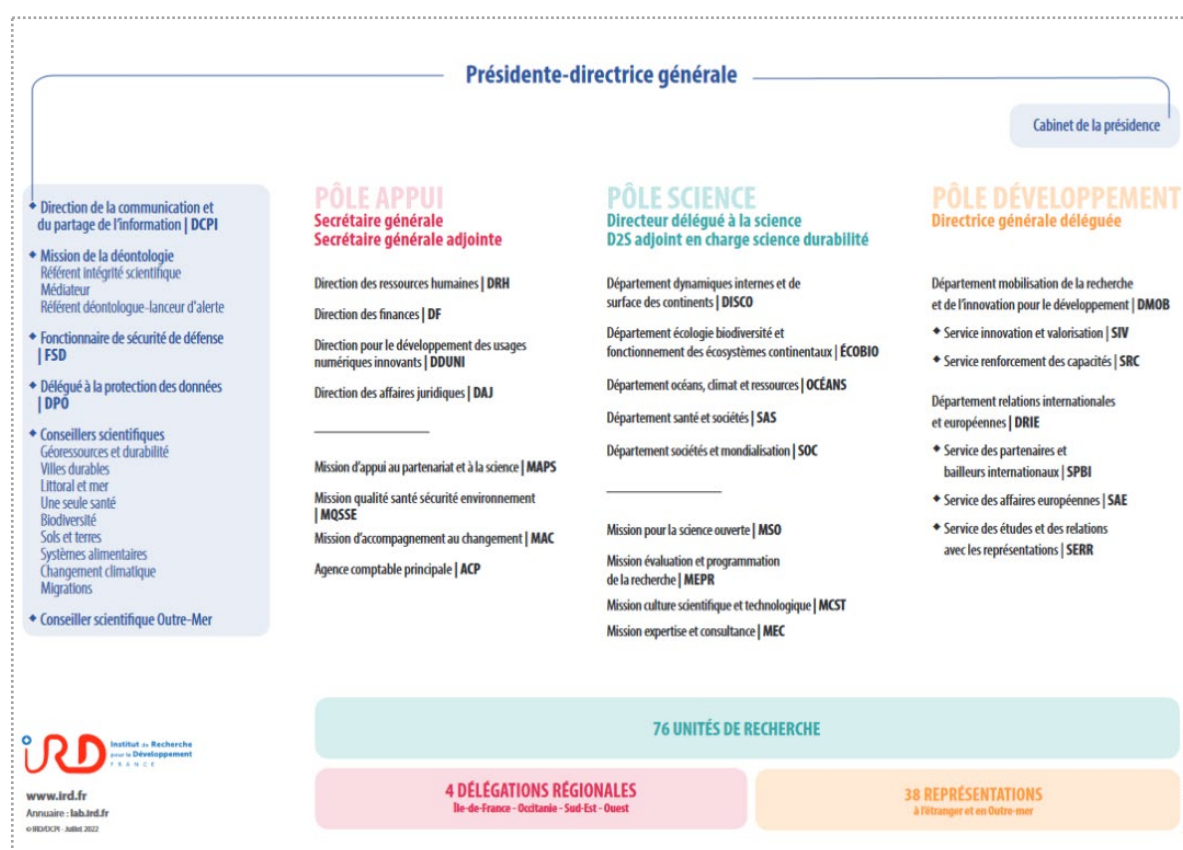 Présidente-directrice générale
Cabinet de la présidence
◆ Direction de la communication et
du partage de l'information | DCPI
◆ Mission de la déontologie
Référent intégrité scientifique
Médiateur
Référent déontologue-lanceur d'alerte
◆ Fonctionnaire de sécurité de défense
| FSD
◆ Délégué à la protection des données
| DPO
◆ Conseillers scientifiques
Géoressources et durabilité
Villes durables
Littoral et mer
Une seule santé
Biodiversité
Sols et terres
Systèmes alimentaires
Changement climatique
Migrations
◆ Conseiller scientifique Outre-Mer
PÔLE APPUI
Secrétaire générale
Secrétaire générale adjointe
Direction des ressources humaines | DRH
Direction des finances | DF
Direction pour le développement des usages
numériques innovants | DDUNI
Direction des affaires juridiques | DAJ
Mission d'appui au partenariat et à la science | MAPS
Mission qualité santé sécurité environnement
| MQSSE
Mission d'accompagnement au changement | MAC
Agence comptable principale | ACP
PÔLE SCIENCE
Directeur délégué à la science
D2S adjoint en charge science durabilité
Département dynamiques internes et de
surface des continents | DISCO
Département écologie biodiversité et
fonctionnement des écosystèmes continentaux | ÉCOBIO
Département océans, climat et ressources | OCÉANS
Département santé et sociétés | SAS
Département sociétés et mondialisation | SOC
Mission pour la science ouverte | MSO
Mission évaluation et programmation
de la recherche | MEPR
Mission culture scientifique et technologique | MCST
Mission expertise et consultance | MEC
PÔLE DÉVELOPPEMENT
Directrice générale déléguée
Département mobilisation de la recherche
et de l'innovation pour le développement | DMOB
◆ Service innovation et valorisation | SIV
◆ Service renforcement des capacités | SRC
Département relations internationales
et européennes | DRIE
◆ Service des partenaires et
bailleurs internationaux | SPBI
◆ Service des affaires européennes | SAE
◆ Service des études et des relations
avec les représentations | SERR
76 UNITÉS DE RECHERCHE
4 DÉLÉGATIONS RÉGIONALES
Île-de-France - Occitanie - Sud-Est - Ouest
38 REPRÉSENTATIONS
à l'étranger et en Outre-mer
IRD
Institut de Recherche
pour le Développement
FRANCE
www.ird.fr
Annuaire : lab.ird.fr
© IRD/DCPI - Juillet 2022